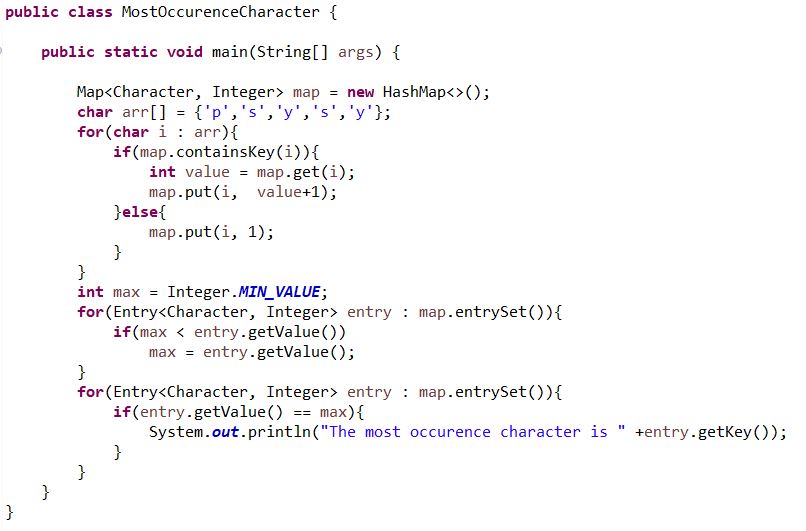 public class MostOccurenceCharacter {
public static void main(String[] args) {
Map<Character, Integer> map = new HashMap<>();
char arr[] = {'p','s','y','s','y'};
for(char i : arr){
if(map.containsKey(i)){
int value = map.get(i);
map.put(i,  value+1);
}else{
map.put(i, 1);
}
}
int max = Integer.MIN_VALUE;
for(Entry<Character, Integer> entry : map.entrySet()){
if(max < entry.getValue())
max = entry.getValue();
}
for(Entry<Character, Integer> entry : map.entrySet()){
if(entry.getValue() == max){
System.out.println("The most occurence character is " +entry.getKey());
}
}
}
}